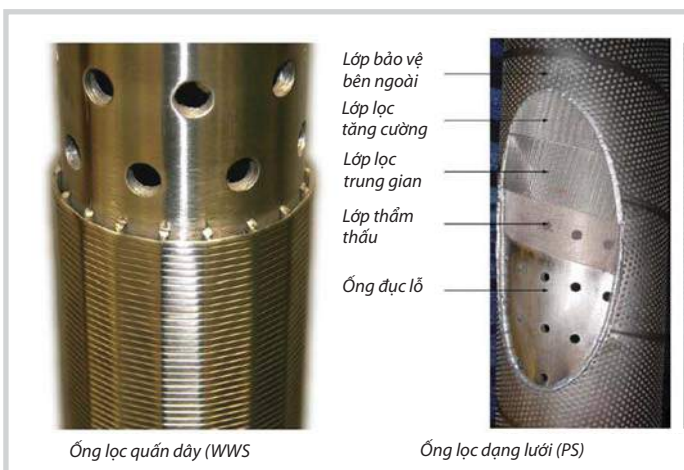 Lớp bảo vệ
bên ngoài
Lớp lọc
tăng cường
Lớp lọc
trung gian
Lớp thẩm
thấu
Ống đục lỗ
Ống lọc quấn dây (WWS
Ống lọc dạng lưới (PS)